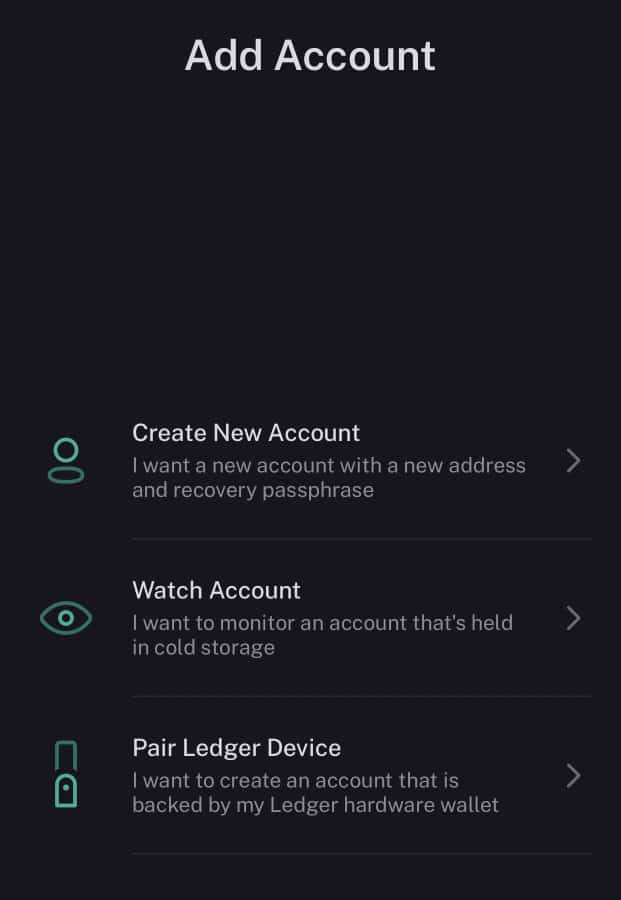 Add Account
Create New Account
I want a new account with a new address
and recovery passphrase
Watch Account
I want to monitor an account that's held
in cold storage
Pair Ledger Device
I want to create an account that is
backed by my Ledger hardware wallet